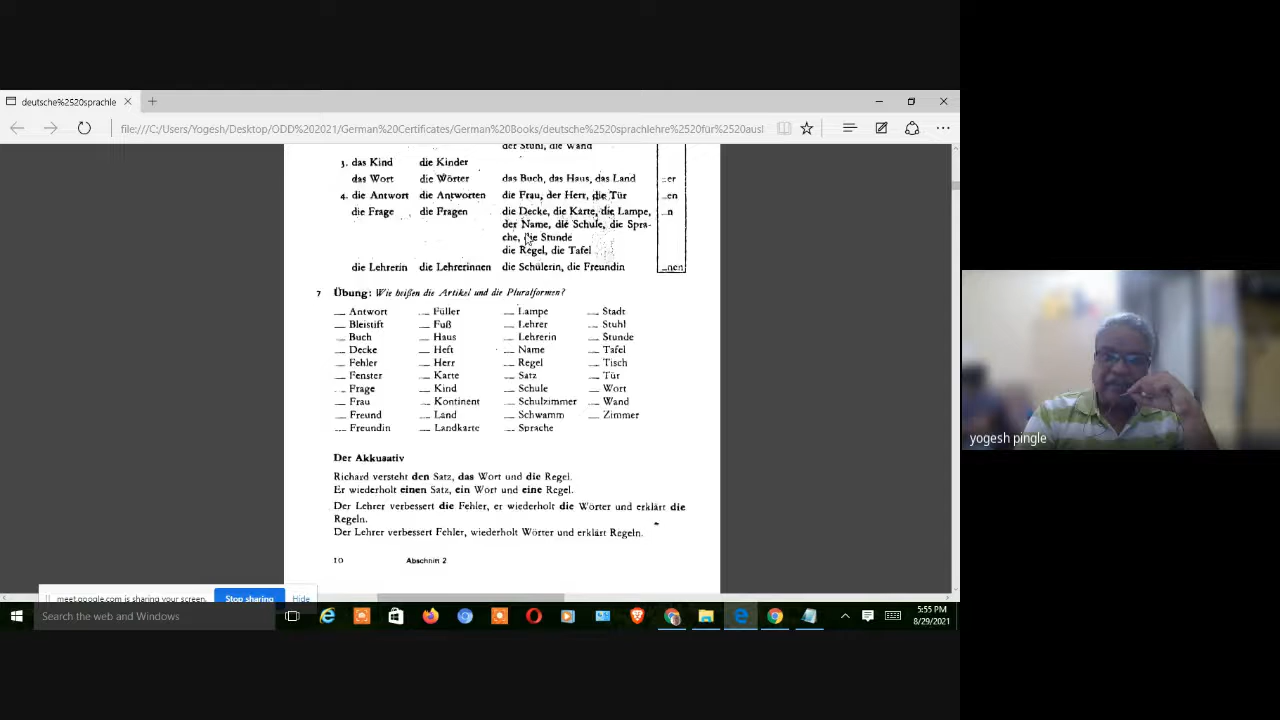 deutsche%2520sprachle
file:///C:/Users/Yogesh/Desktop/ODD%202021/German%20Certificates/German%20Books/deutsche%2520sprachlehre%2520für%2520ausl
der Stuhl, die Wand
3. das Kind die Kinder
das Wort die Wörter das Buch, das Haus, das Land ..er
4. die Antwort die Antworten die Frau, der Herr, die Tür ..en
die Frage die Fragen die Decke, die Karte, die Lampe, ..n
der Name, die Schule, die Spra-
che, die Stunde
die Regel, die Tafel
die Lehrerin die Lehrerinnen die Schülerin, die Freundin ..nen
7 Übung: Wie heißen die Artikel und die Pluralformen?
__ Antwort __ Füller __ Lampe __ Stadt
__ Bleistift __ Fuß __ Lehrer __ Stuhl
__ Buch __ Haus __ Lehrerin __ Stunde
__ Decke __ Heft __ Name __ Tafel
__ Fehler __ Herr __ Regel __ Tisch
__ Fenster __ Karte __ Satz __ Tür
__ Frage __ Kind __ Schule __ Wort
__ Frau __ Kontinent __ Schulzimmer __ Wand
__ Freund __ Land __ Schwamm __ Zimmer
__ Freundin __ Landkarte __ Sprache
Der Akkusativ
Richard versteht den Satz, das Wort und die Regel.
Er wiederholt einen Satz, ein Wort und eine Regel.
Der Lehrer verbessert die Fehler, er wiederholt die Wörter und erklärt die
Regeln.
Der Lehrer verbessert Fehler, wiederholt Wörter und erklärt Regeln.
10 Abschnitt 2
meet.google.com is sharing your screen. Stop sharing Hide
Search the web and Windows
5:55 PM
8/29/2021
yogesh pingle